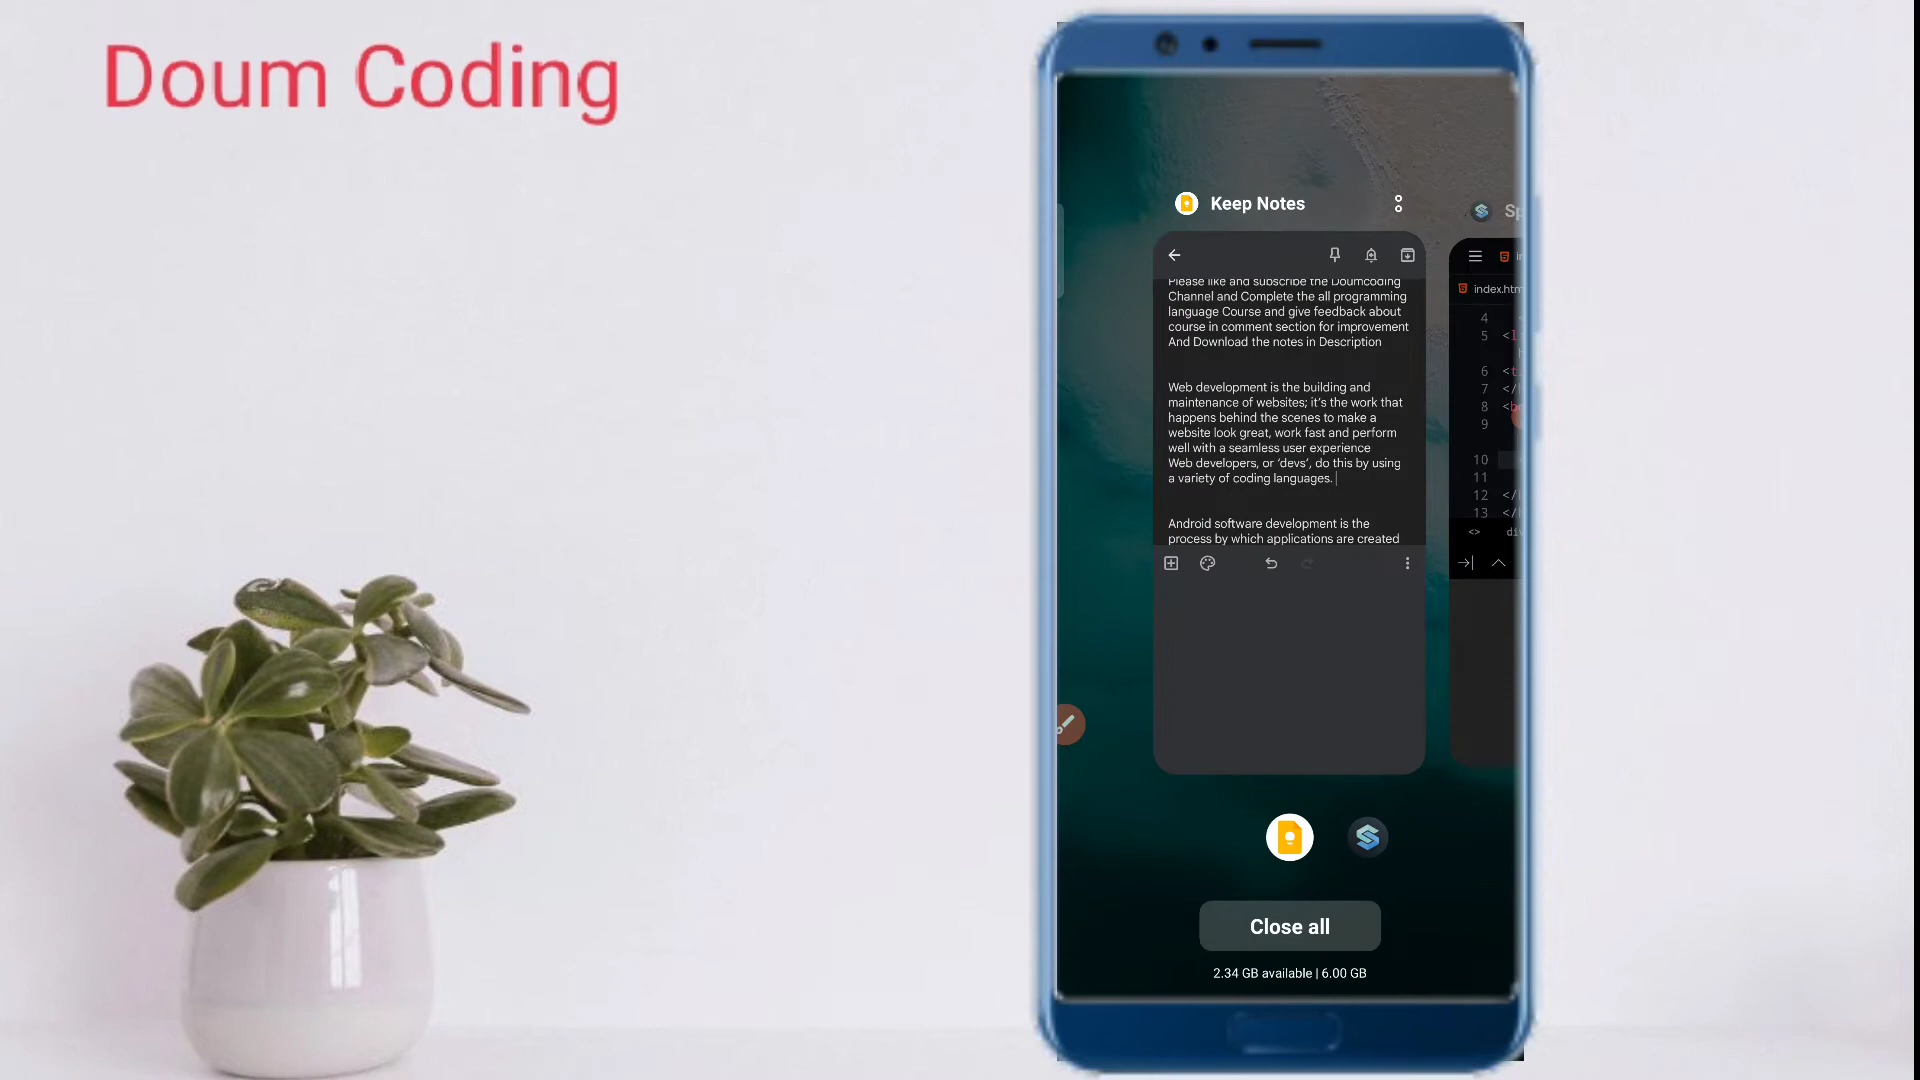 Doum Coding
Keep Notes
Please like and subscribe the Doumcoding
Channel and Complete the all programming
language Course and give feedback about
course in comment section for improvement
And Download the notes in Description
Web development is the building and
maintenance of websites; it's the work that
happens behind the scenes to make a
website look great, work fast and perform
well with a seamless user experience
Web developers, or ‘devs’, do this by using
a variety of coding languages.
Android software development is the
process by which applications are created
Sp
index.htm
4
5
6
7 </
8
9
10
11
12 </
13 </
<> div
Close all
2.34 GB available | 6.00 GB